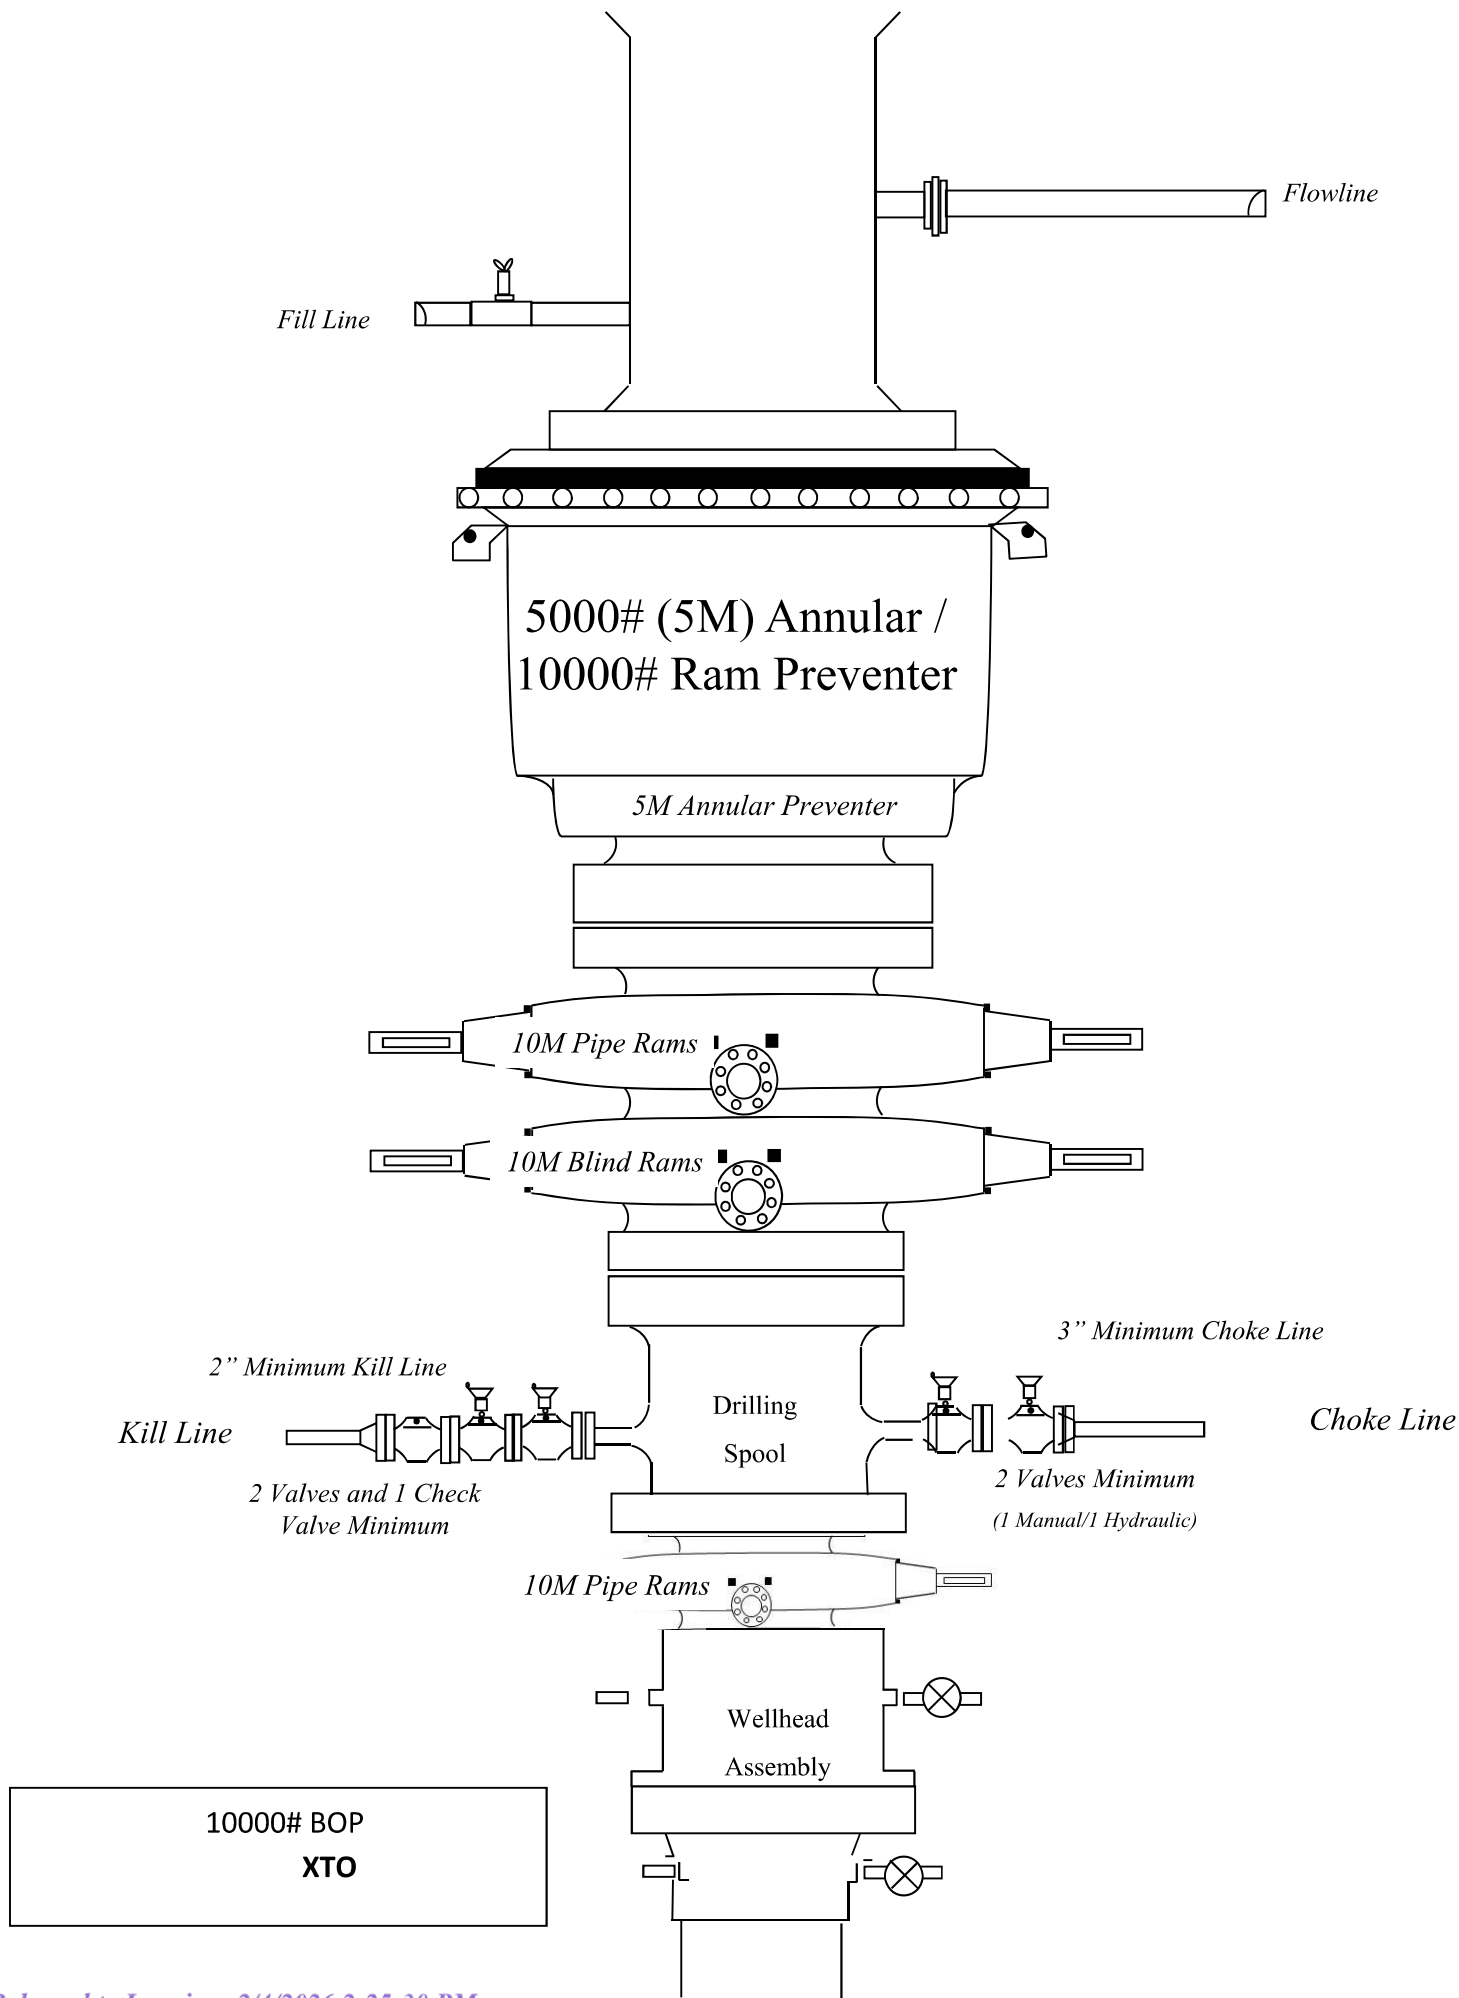 Flowline
Fill Line
5000# (5M) Annular /
10000# Ram Preventer
5M Annular Preventer
10M Pipe Rams
10M Blind Rams
3” Minimum Choke Line
2” Minimum Kill Line
Drilling
Spool
Kill Line
Choke Line
2 Valves and 1 Check
Valve Minimum
2 Valves Minimum
(1 Manual/1 Hydraulic)
10M Pipe Rams
Wellhead
Assembly
10000# BOP
XTO